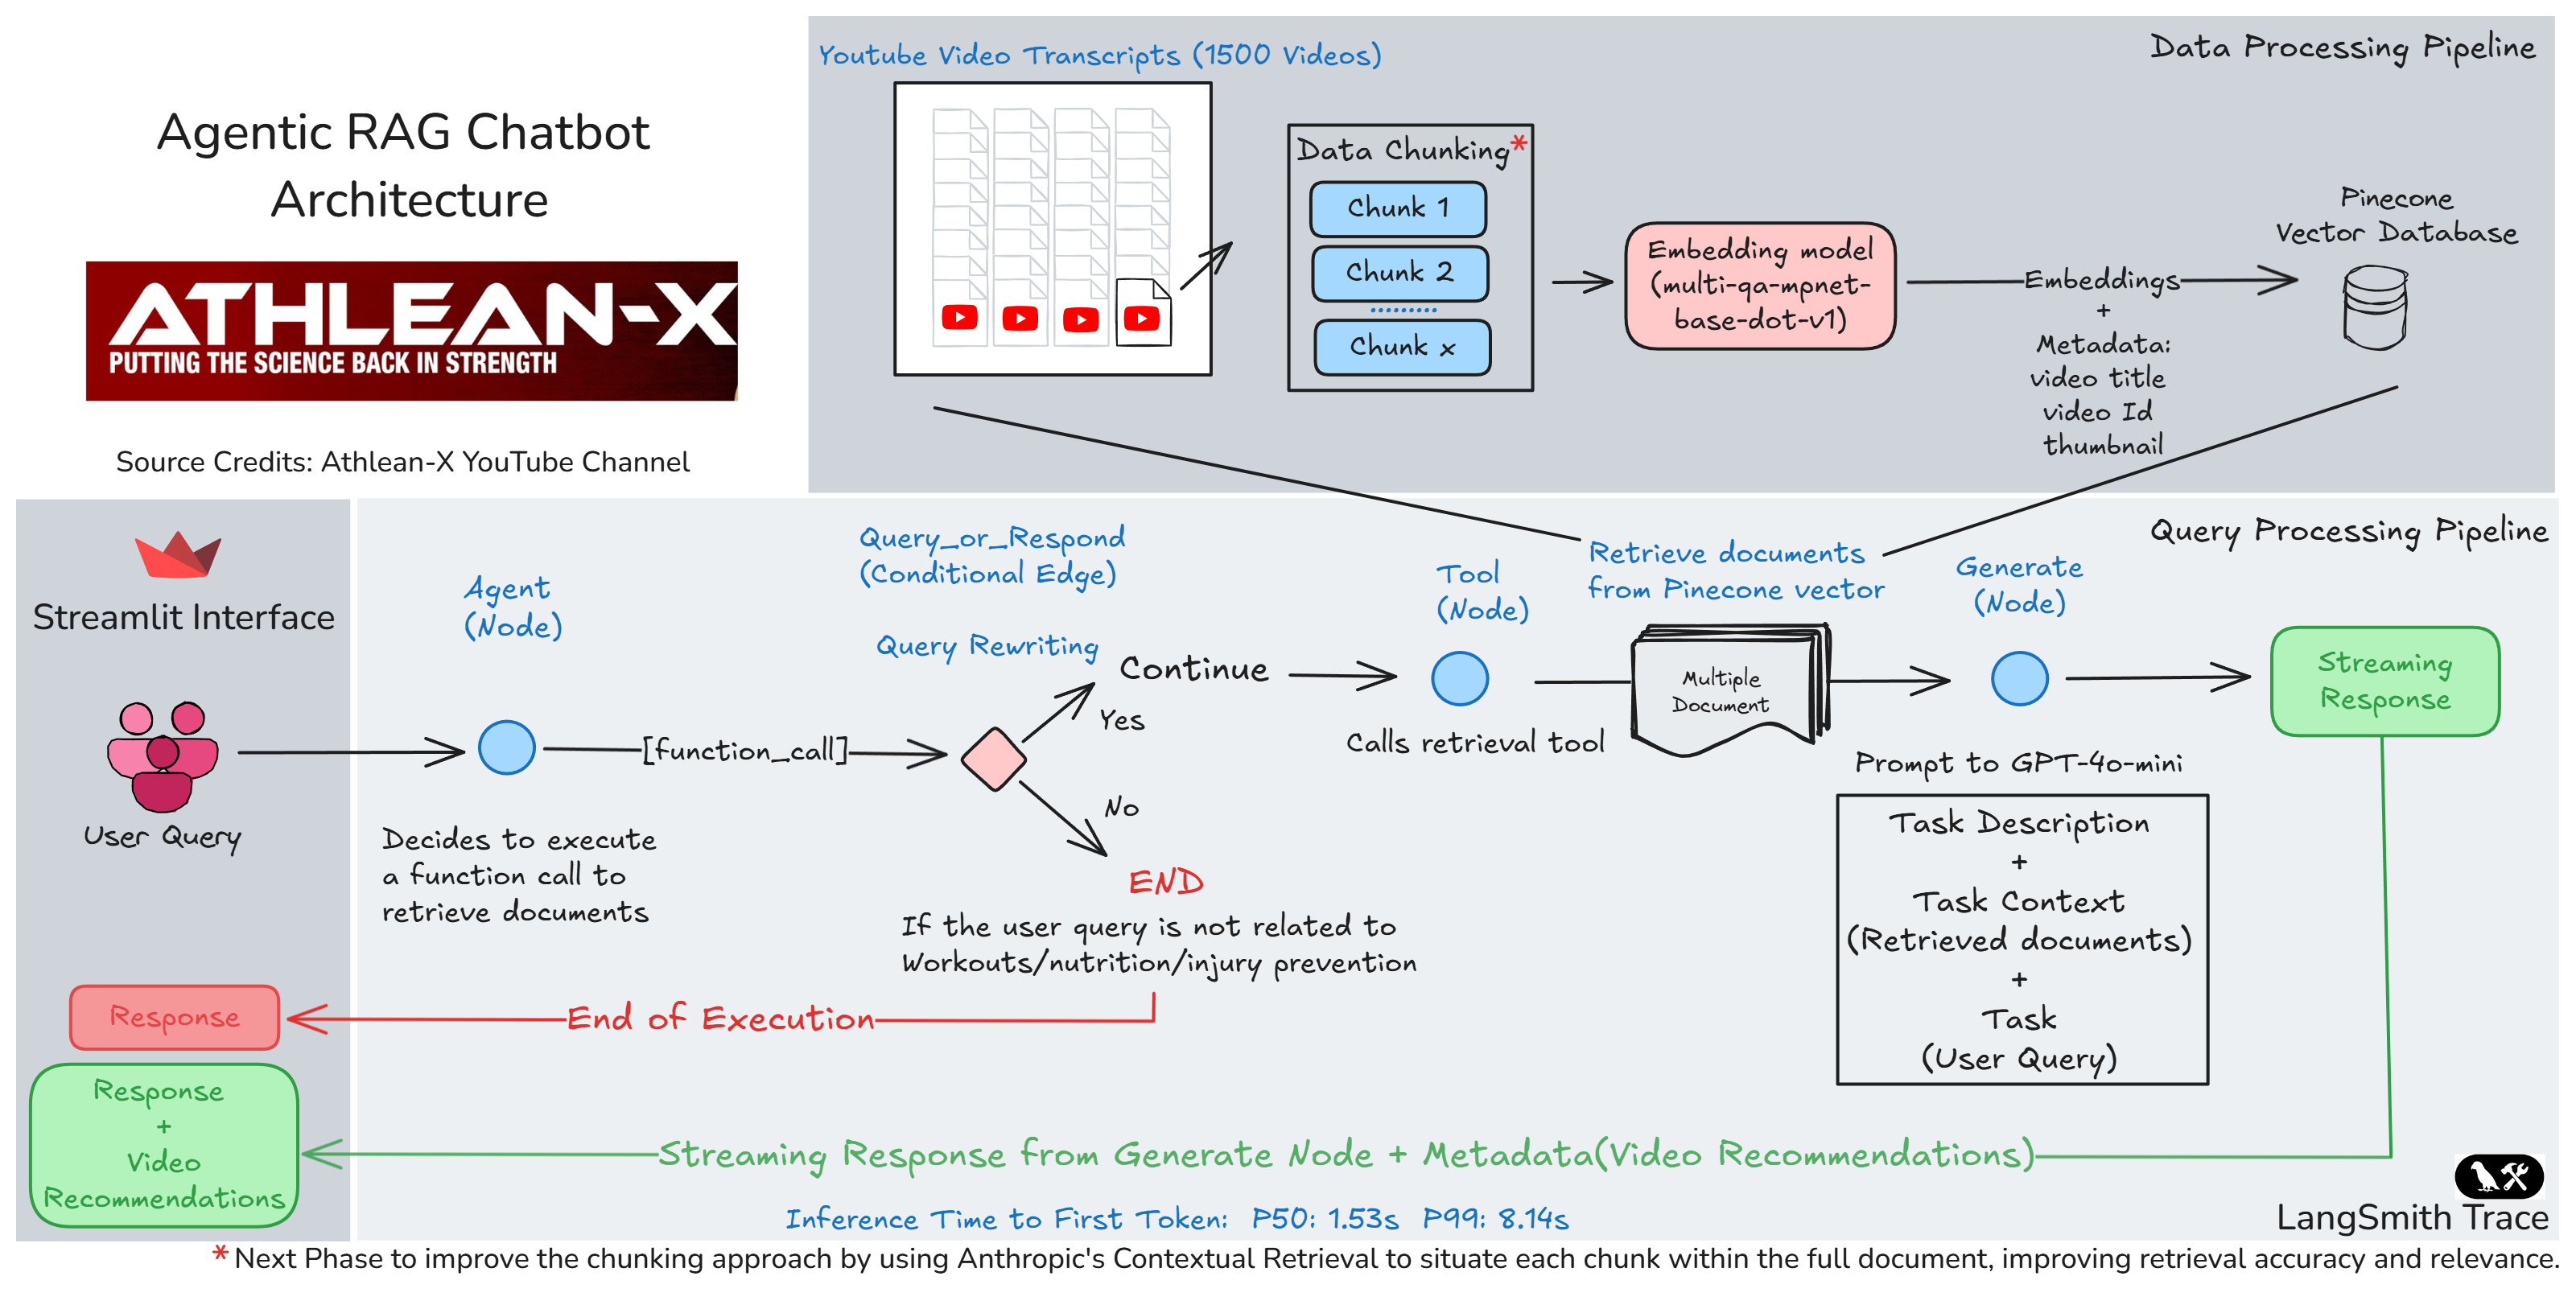 Agentic RAG Chatbot
Architecture
ATHLEAN-X
PUTTING THE SCIENCE BACK IN STRENGTH
Source Credits: Athlean-X YouTube Channel
Data Processing Pipeline
Youtube Video Transcripts (1500 Videos)
Data Chunking*
Chunk 1
Chunk 2
.........
Chunk x
Embedding model
(multi-qa-mpnet-
base-dot-v1)
Embeddings
+
Metadata:
video title
video Id
thumbnail
Pinecone
Vector Database
Streamlit Interface
User Query
Response
Response
+
Video
Recommendations
Query Processing Pipeline
Agent
(Node)
Decides to execute
a function call to
retrieve documents
[function_call]
Query_or_Respond
(Conditional Edge)
Query Rewriting
Continue
Yes
No
END
If the user query is not related to
Workouts/nutrition/injury prevention
End of Execution
Tool
(Node)
Calls retrieval tool
Retrieve documents
from Pinecone vector
Multiple
Document
Generate
(Node)
Prompt to GPT-4o-mini
Task Description
+
Task Context
(Retrieved documents)
+
Task
(User Query)
Streaming
Response
Streaming Response from Generate Node + Metadata(Video Recommendations)
Inference Time to First Token: P50: 1.53s P99: 8.14s
LangSmith Trace
* Next Phase to improve the chunking approach by using Anthropic's Contextual Retrieval to situate each chunk within the full document, improving retrieval accuracy and relevance.